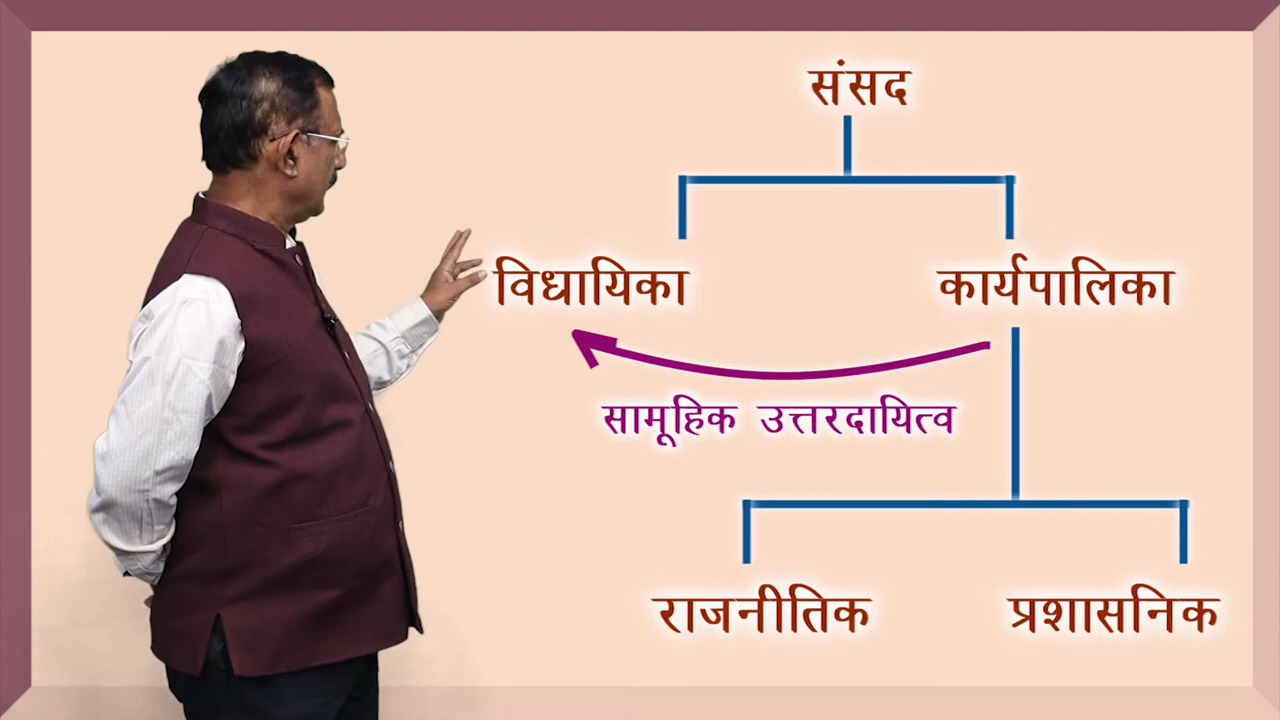 संसद
विधायिका
कार्यपालिका
सामूहिक उत्तरदायित्व
राजनीतिक
प्रशासनिक